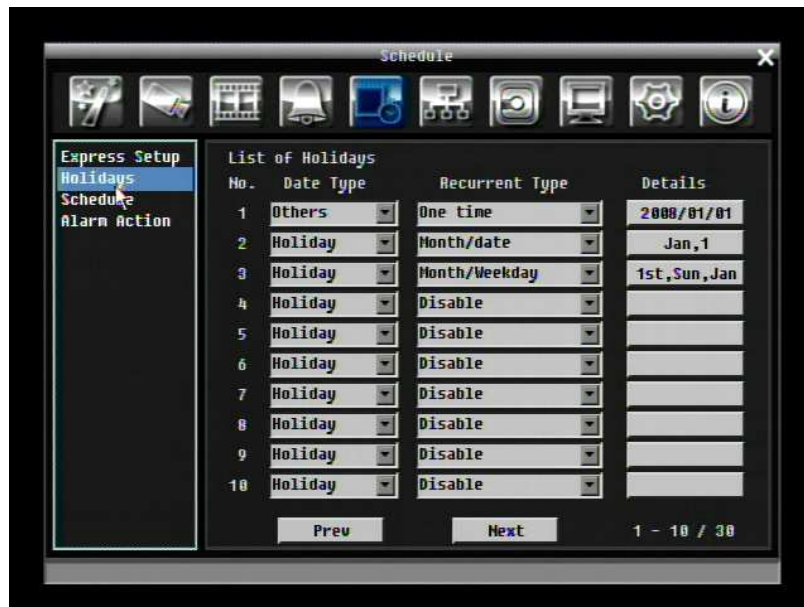 Schedule
Express Setup
Holidays
Schedule
Alarm Action
List of Holidays
No. Date Type Recurrent Type Details
1 Others One time 2008/01/01
2 Holiday Month/date Jan,1
3 Holiday Month/Weekday 1st,Sun,Jan
4 Holiday Disable
5 Holiday Disable
6 Holiday Disable
7 Holiday Disable
8 Holiday Disable
9 Holiday Disable
10 Holiday Disable
Prev Next 1 - 10 / 30